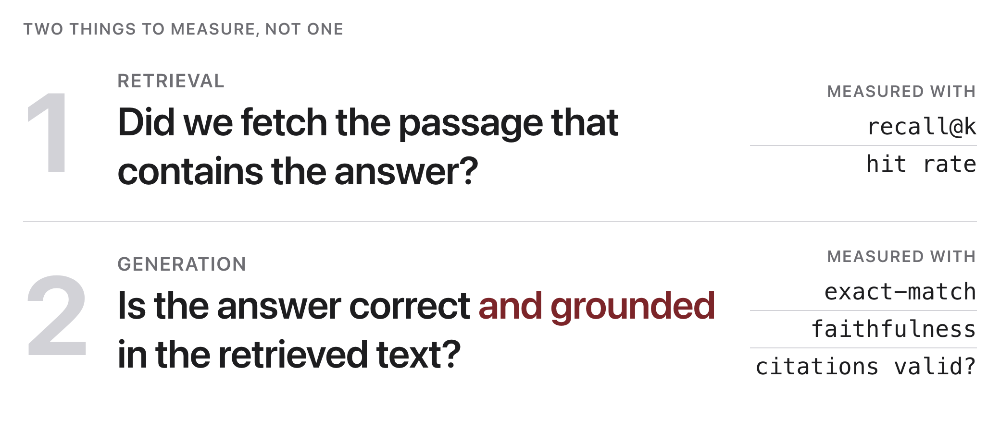 TWO THINGS TO MEASURE, NOT ONE
1
RETRIEVAL
Did we fetch the passage that
contains the answer?
MEASURED WITH
recall@k
hit rate
2
GENERATION
Is the answer correct and grounded
in the retrieved text?
MEASURED WITH
exact-match
faithfulness
citations valid?